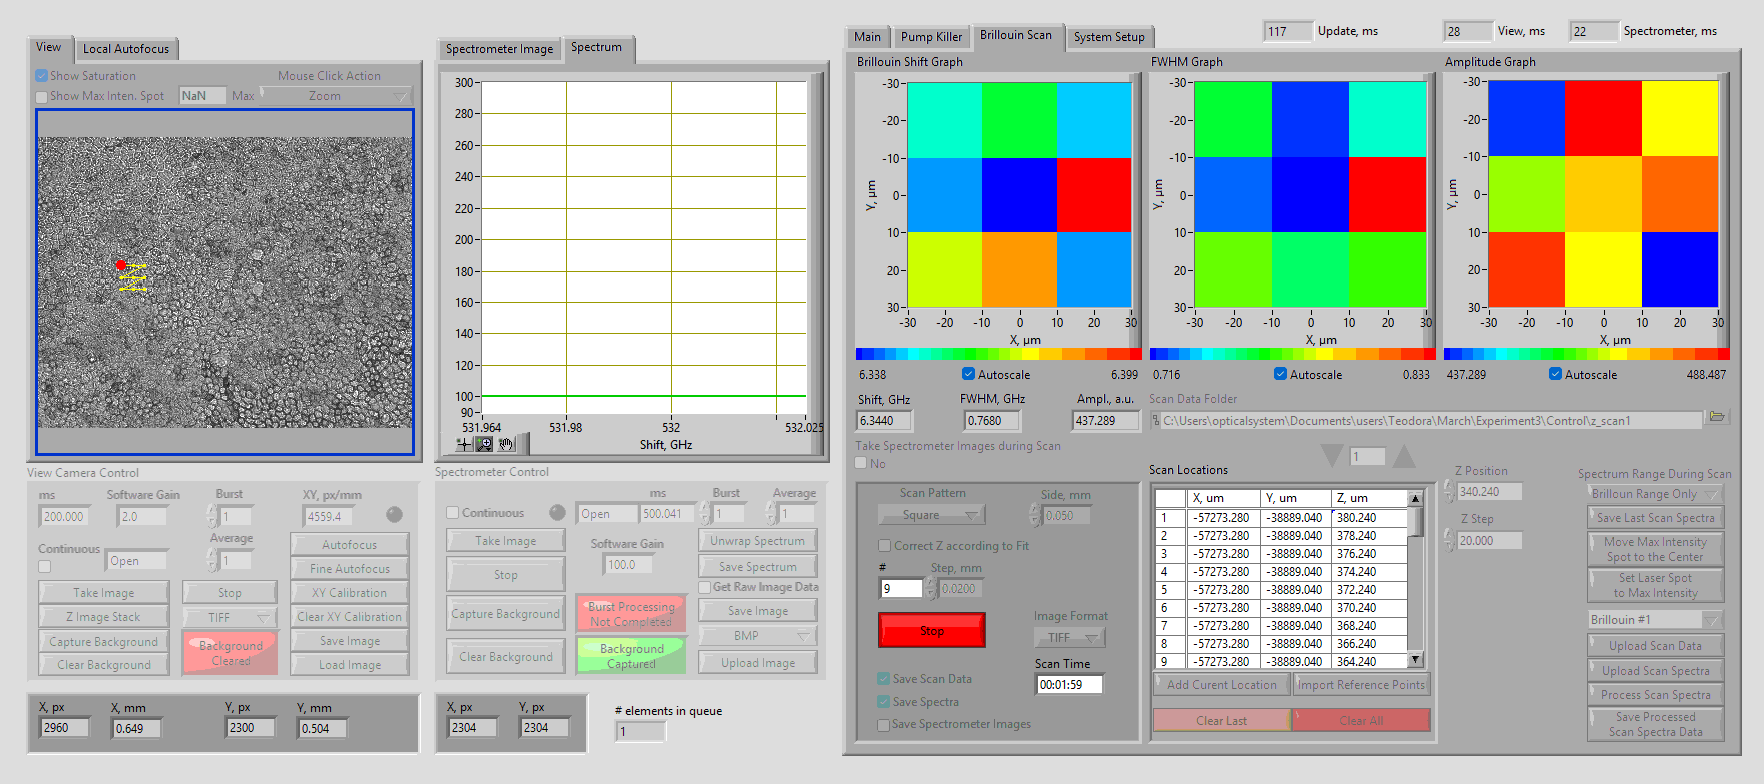 View
Local Autofocus
Show Saturation
Mouse Click Action
Show Max Inten. Spot
NaN
Max
Zoom
Spectrometer Image
Spectrum
300
280
260
240
220
200
180
160
140
120
100
90
531.964
531.98
532
532.025
Shift, GHz
View Camera Control
ms
Software Gain
Burst
XY, px/mm
200.000
2.0
1
4559.4
Continuous
Open
Average
1
Autofocus
Fine Autofocus
Take Image
Stop
XY Calibration
Z Image Stack
TIFF
Clear XY Calibration
Capture Background
Background
Cleared
Save Image
Clear Background
Load Image
X, px
X, mm
Y, px
Y, mm
2960
0.649
2300
0.504
Spectrometer Control
ms
Burst
Average
Continuous
Open
500.041
1
1
Take Image
Software Gain
100.0
Unwrap Spectrum
Stop
Save Spectrum
Get Raw Image Data
Capture Background
Burst Processing
Not Completed
Save Image
BMP
Clear Background
Background
Captured
Upload Image
X, px
Y, px
2304
2304
# elements in queue
1
117
Update, ms
28
View, ms
22
Spectrometer, ms
Main
Pump Killer
Brillouin Scan
System Setup
Brillouin Shift Graph
-30
-20
-10
0
10
20
30
Y, µm
-30
-20
-10
0
10
20
30
X, µm
6.338
Autoscale
6.399
FWHM Graph
-30
-20
-10
0
10
20
30
Y, µm
-30
-20
-10
0
10
20
30
X, µm
0.716
Autoscale
0.833
Amplitude Graph
-30
-20
-10
0
10
20
30
Y, µm
-30
-20
-10
0
10
20
30
X, µm
437.289
Autoscale
488.487
Shift, GHz
FWHM, GHz
Ampl., a.u.
Scan Data Folder
6.3440
0.7680
437.289
C:\Users\opticalsystem\Documents\users\Teodora\March\Experiment3\Control\z_scan1
Take Spectrometer Images during Scan
No
Scan Pattern
Side, mm
Square
0.050
Correct Z according to Fit
#
Step, mm
9
0.0200
Stop
Image Format
TIFF
Scan Time
00:01:59
Save Scan Data
Save Spectra
Save Spectrometer Images
Scan Locations
1
X, um Y, um Z, um
1 -57273.280 -38889.040 380.240
2 -57273.280 -38889.040 378.240
3 -57273.280 -38889.040 376.240
4 -57273.280 -38889.040 374.240
5 -57273.280 -38889.040 372.240
6 -57273.280 -38889.040 370.240
7 -57273.280 -38889.040 368.240
8 -57273.280 -38889.040 366.240
9 -57273.280 -38889.040 364.240
Add Curent Location
Import Reference Points
Clear Last
Clear All
Z Position
340.240
Z Step
20.000
Spectrum Range During Scan
Brilloun Range Only
Save Last Scan Spectra
Move Max Intensity
Spot to the Center
Set Laser Spot
to Max Intensity
Brillouin #1
Upload Scan Data
Upload Scan Spectra
Process Scan Spectra
Save Processed
Scan Spectra Data